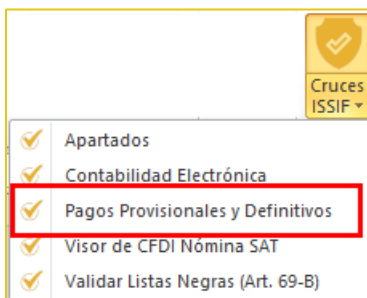 Cruces
ISSIF
Apartados
Contabilidad Electrónica
Pagos Provisionales y Definitivos
Visor de CFDI Nómina SAT
Validar Listas Negras (Art. 69-B)